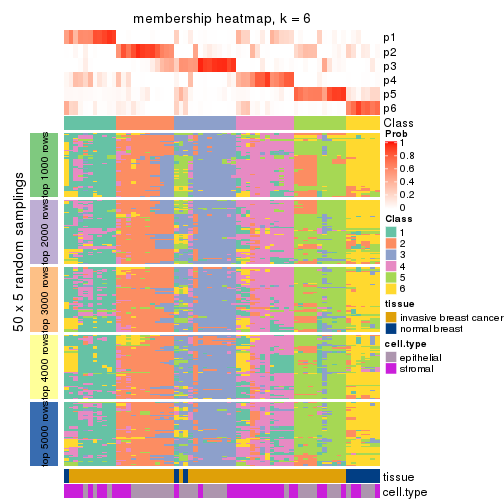 membership heatmap, k = 6
p1
p2
p3
p4
p5
p6
Class
Prob
1
0.8
0.6
0.4
0.2
0
Class
1
2
3
4
5
6
tissue
invasive breast cancer
normal breast
cell.type
epithelial
stromal
50 x 5 random samplings
top 1000 rows
top 2000 rows
top 3000 rows
top 4000 rows
top 5000 rows
tissue
cell.type